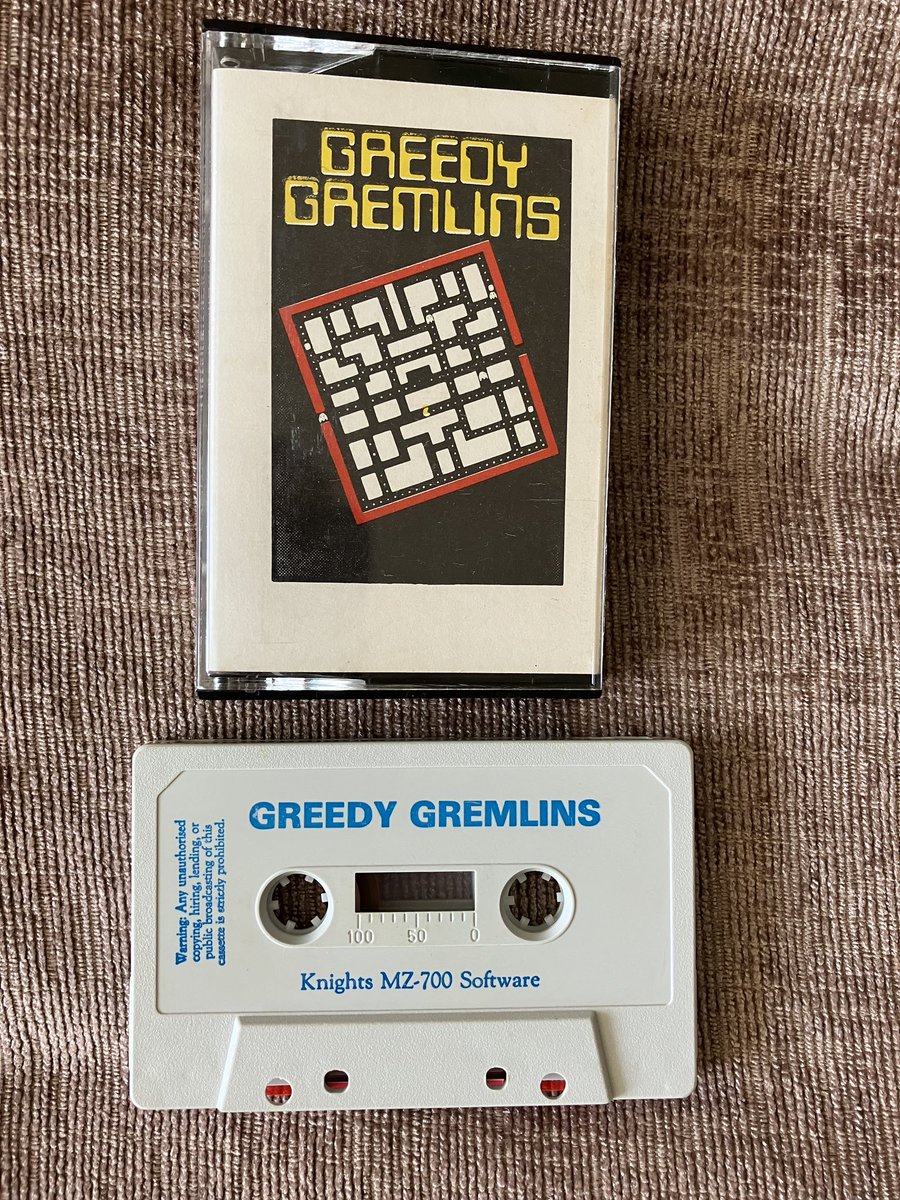 GREEDY
GREMLINS
GREEDY GREMLINS
Warning: Any unauthorised
copying, hiring, lending, or
public broadcasting of this
cassette is strictly prohibited.
100 50 0
Knights MZ-700 Software